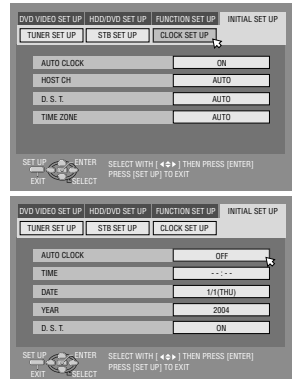 DVD VIDEO SET UP HDD/DVD SET UP FUNCTION SET UP INITIAL SET UP
TUNER SET UP STB SET UP CLOCK SET UP
AUTO CLOCK ON
HOST CH AUTO
D. S. T. AUTO
TIME ZONE AUTO
SET UP ENTER SELECT WITH [ ] THEN PRESS [ENTER]
EXIT SELECT PRESS [SET UP] TO EXIT
DVD VIDEO SET UP HDD/DVD SET UP FUNCTION SET UP INITIAL SET UP
TUNER SET UP STB SET UP CLOCK SET UP
AUTO CLOCK OFF
TIME --:--
DATE 1/1(THU)
YEAR 2004
D. S. T. ON
SET UP ENTER SELECT WITH [ ] THEN PRESS [ENTER]
EXIT SELECT PRESS [SET UP] TO EXIT